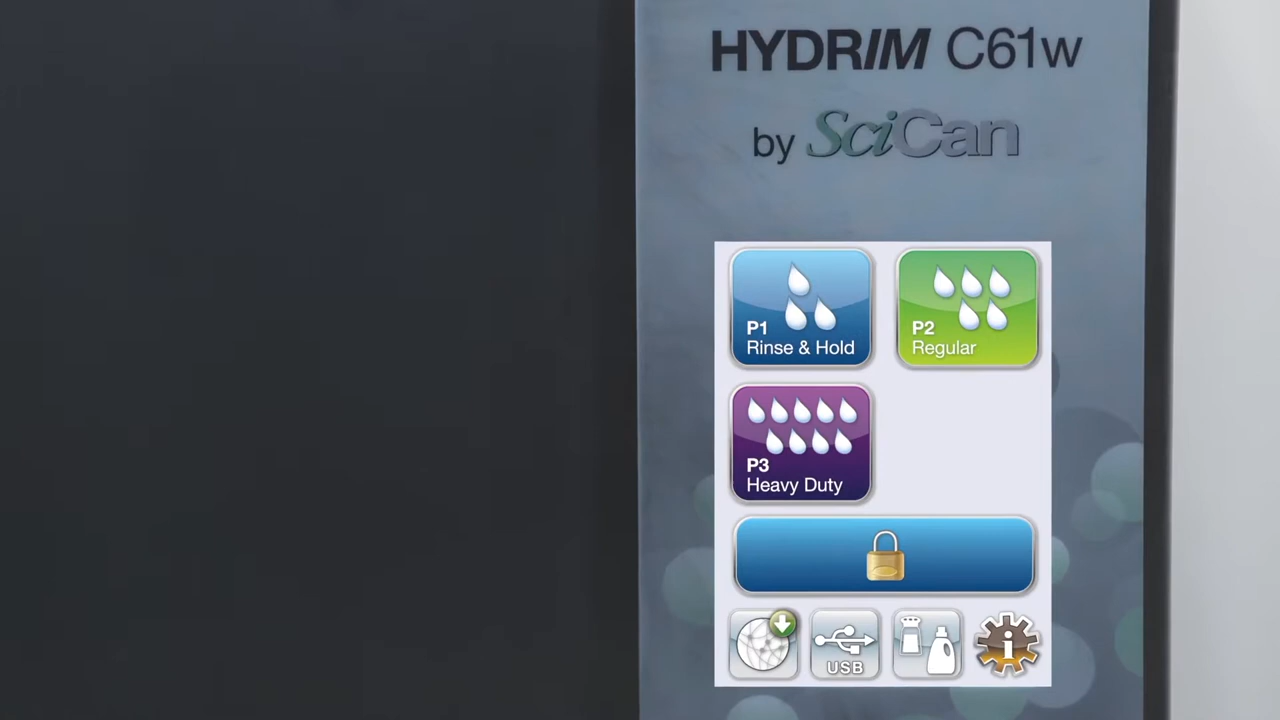 HYDRIM C61w
by SciCan
P1
Rinse & Hold
P2
Regular
P3
Heavy Duty
USB